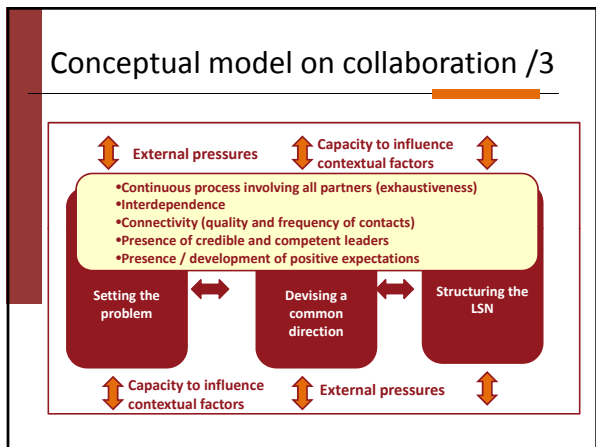 Conceptual model on collaboration /3
External pressures
Capacity to influence
contextual factors
•Continuous process involving all partners (exhaustiveness)
•Interdependence
•Connectivity (quality and frequency of contacts)
•Presence of credible and competent leaders
•Presence / development of positive expectations
Setting the
problem
Devising a
common
direction
Structuring the
LSN
Capacity to influence
contextual factors
External pressures